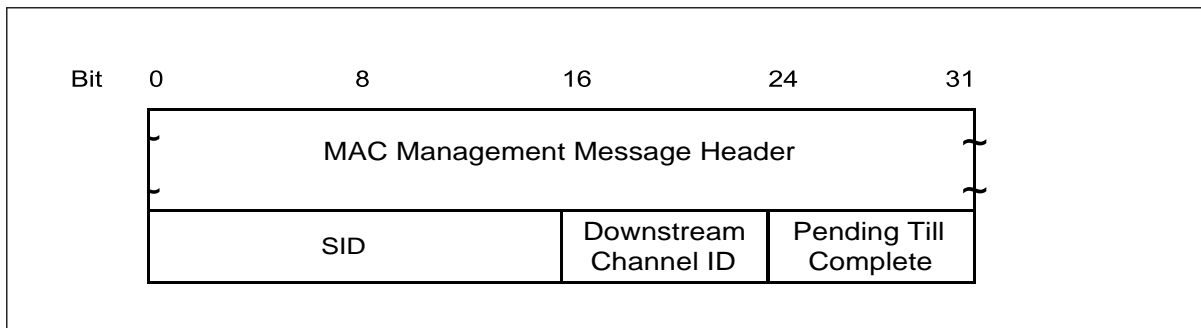 Bit 0 8 16 24 31
MAC Management Message Header
SID
Downstream
Channel ID
Pending Till
Complete